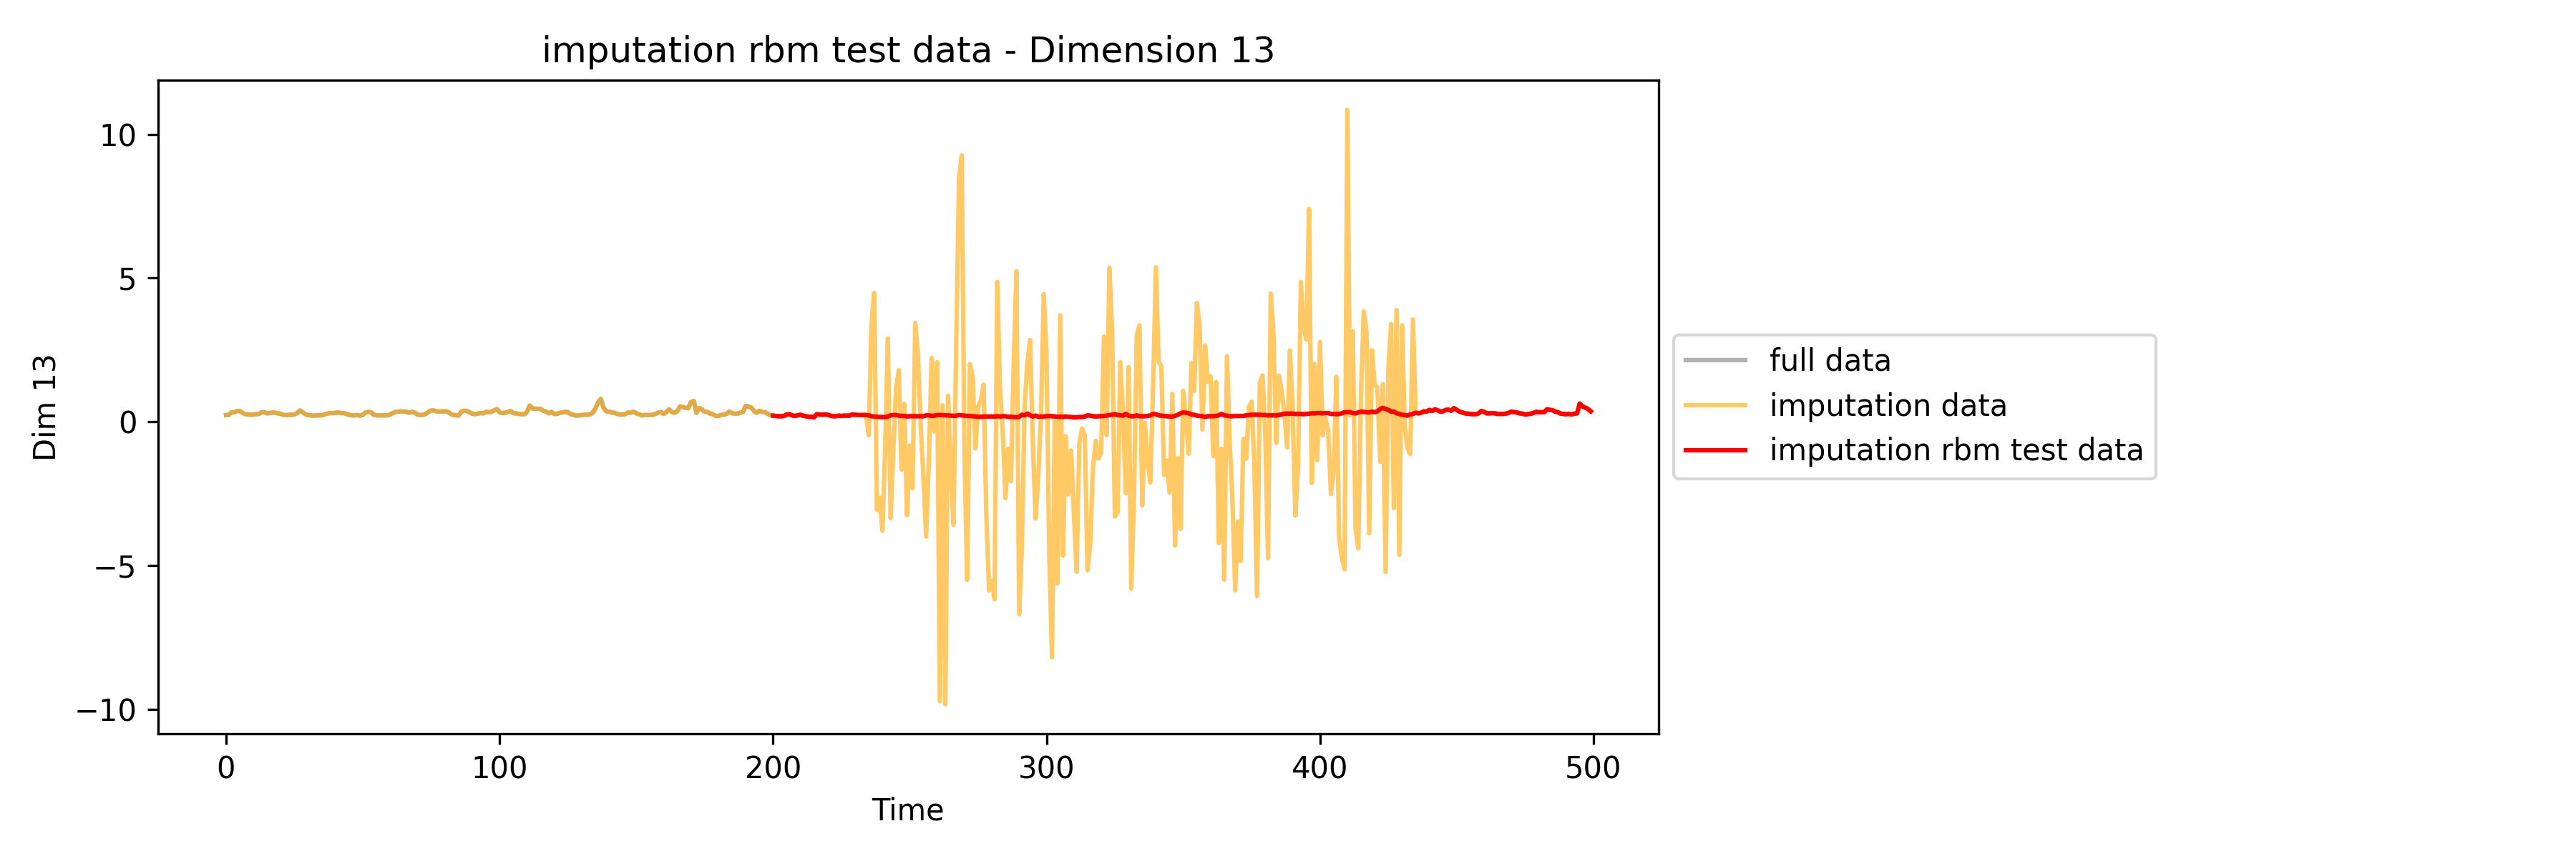 imputation rbm test data - Dimension 13
10
5
0
−5
−10
Dim 13
0
100
200
300
400
500
Time
full data
imputation data
imputation rbm test data